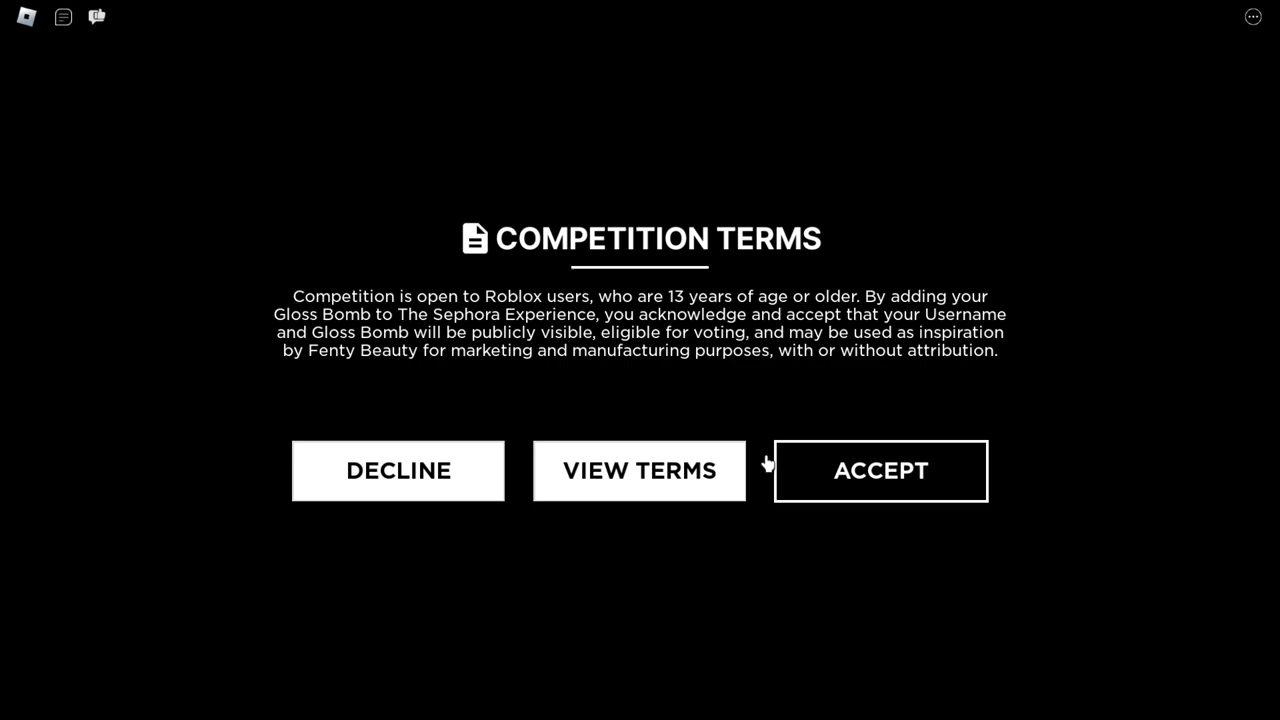 COMPETITION TERMS
Competition is open to Roblox users, who are 13 years of age or older. By adding your
Gloss Bomb to The Sephora Experience, you acknowledge and accept that your Username
and Gloss Bomb will be publicly visible, eligible for voting, and may be used as inspiration
by Fenty Beauty for marketing and manufacturing purposes, with or without attribution.
DECLINE
VIEW TERMS
ACCEPT